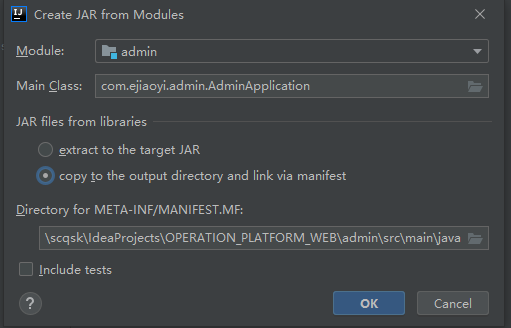 IJ
Create JAR from Modules
Module: admin
Main Class: com.ejiaoyi.admin.AdminApplication
JAR files from libraries
extract to the target JAR
copy to the output directory and link via manifest
Directory for META-INF/MANIFEST.MF:
\scqsk\IdeaProjects\OPERATION_PLATFORM_WEB\admin\src\main\java
Include tests
? OK Cancel